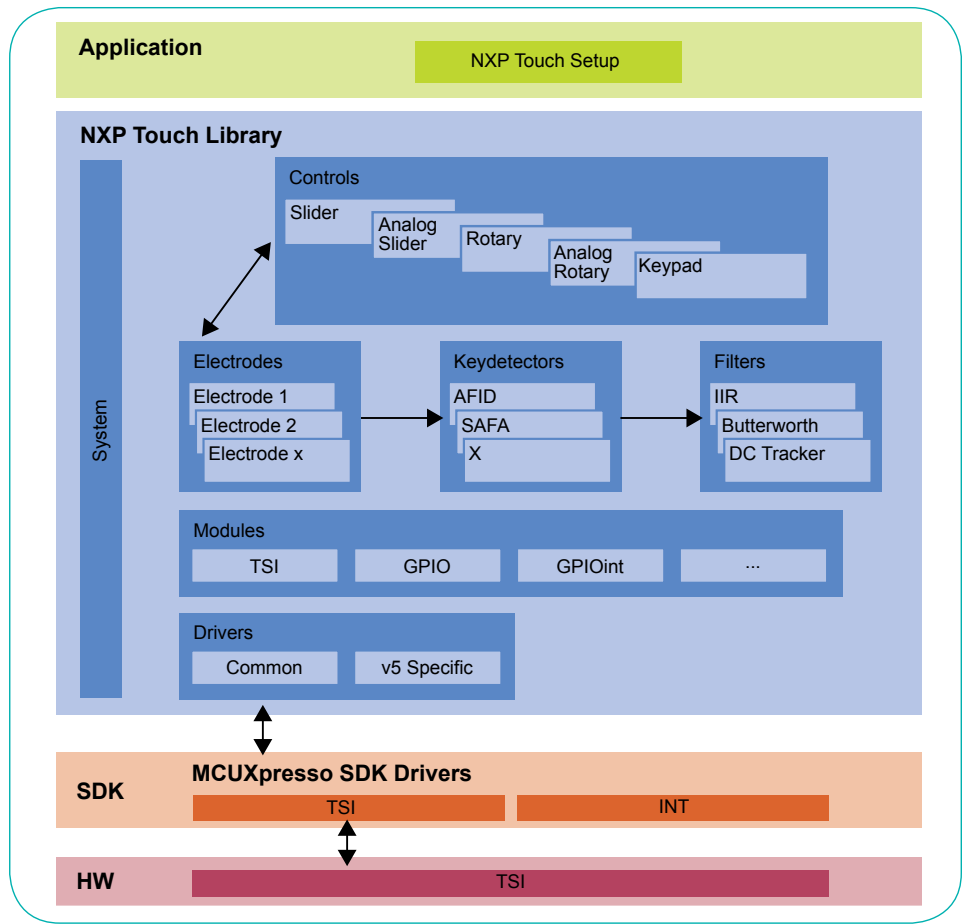 Application
NXP Touch Setup
NXP Touch Library
System
Controls
Slider
Analog
Slider
Rotary
Analog
Rotary
Keypad
Electrodes
Electrode 1
Electrode 2
Electrode x
Keydetectors
AFID
SAFA
X
Filters
IIR
Butterworth
DC Tracker
Modules
TSI
GPIO
GPIOint
...
Drivers
Common
v5 Specific
SDK
MCUXpresso SDK Drivers
TSI
INT
HW
TSI